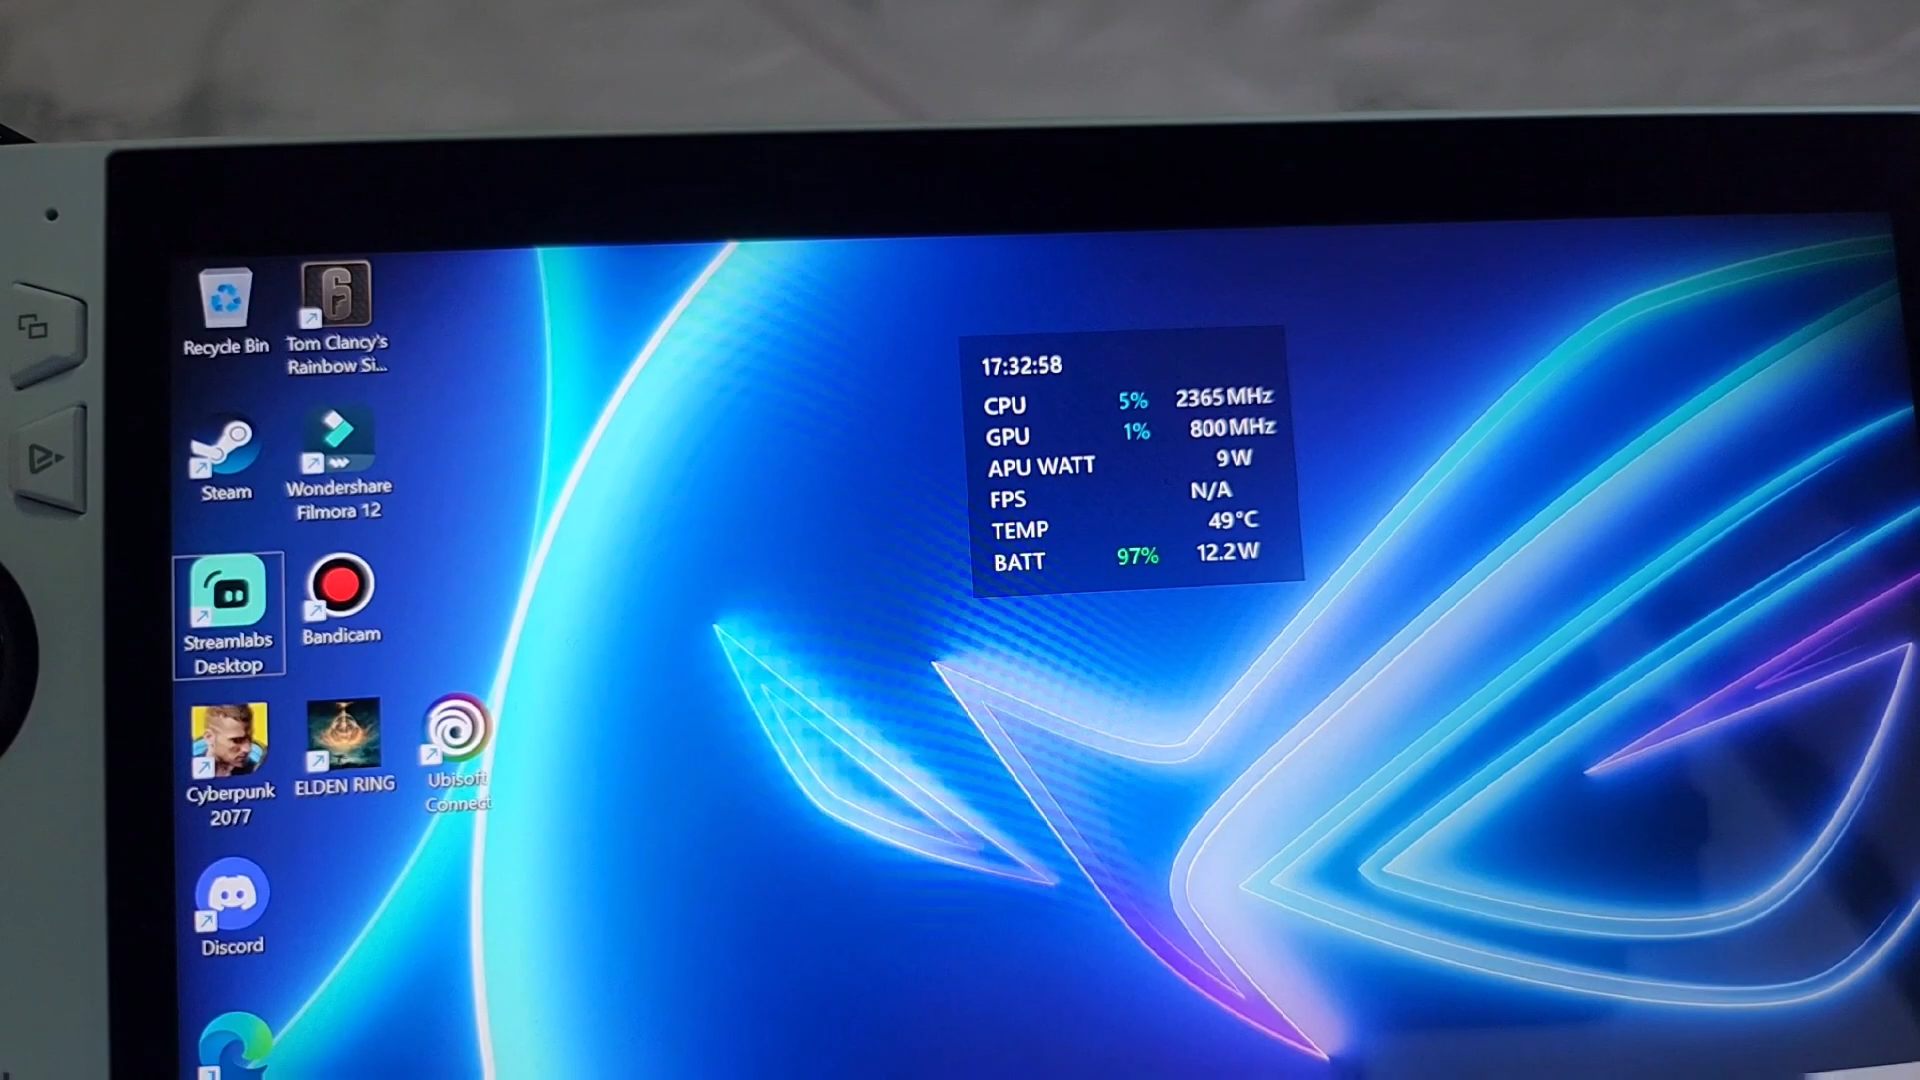 Recycle Bin
Tom Clancy's
Rainbow Si...
Steam
Wondershare
Filmora 12
Streamlabs
Desktop
Bandicam
Cyberpunk
2077
ELDEN RING
Ubisoft
Connect
Discord
17:32:58
CPU 5% 2365 MHz
GPU 1% 800 MHz
APU WATT 9 W
FPS N/A
TEMP 49°C
BATT 97% 12.2 W